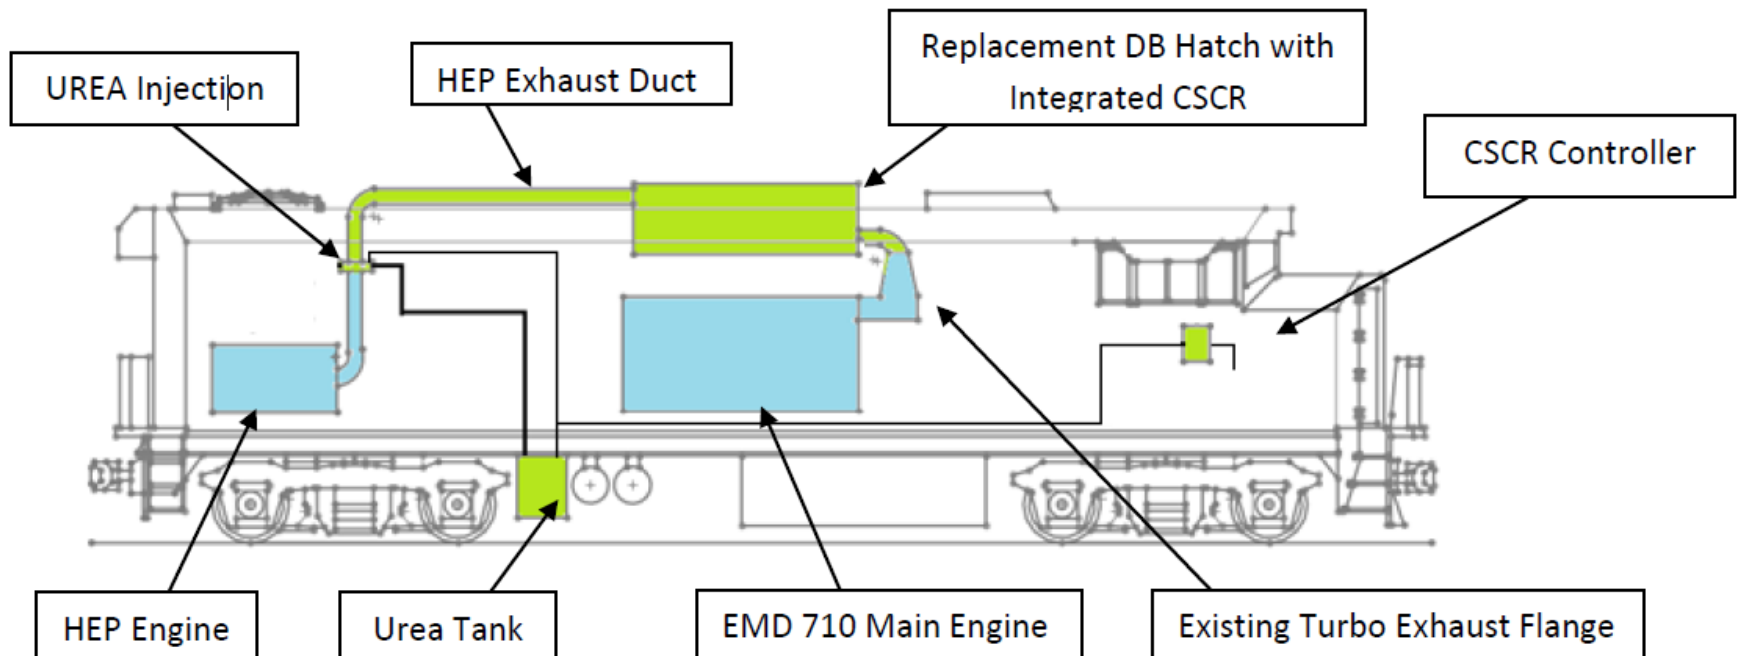 Replacement DB Hatch with
Integrated CSCR
HEP Exhaust Duct
UREA Injection
CSCR Controller
HEP Engine
Urea Tank
EMD 710 Main Engine
Existing Turbo Exhaust Flange